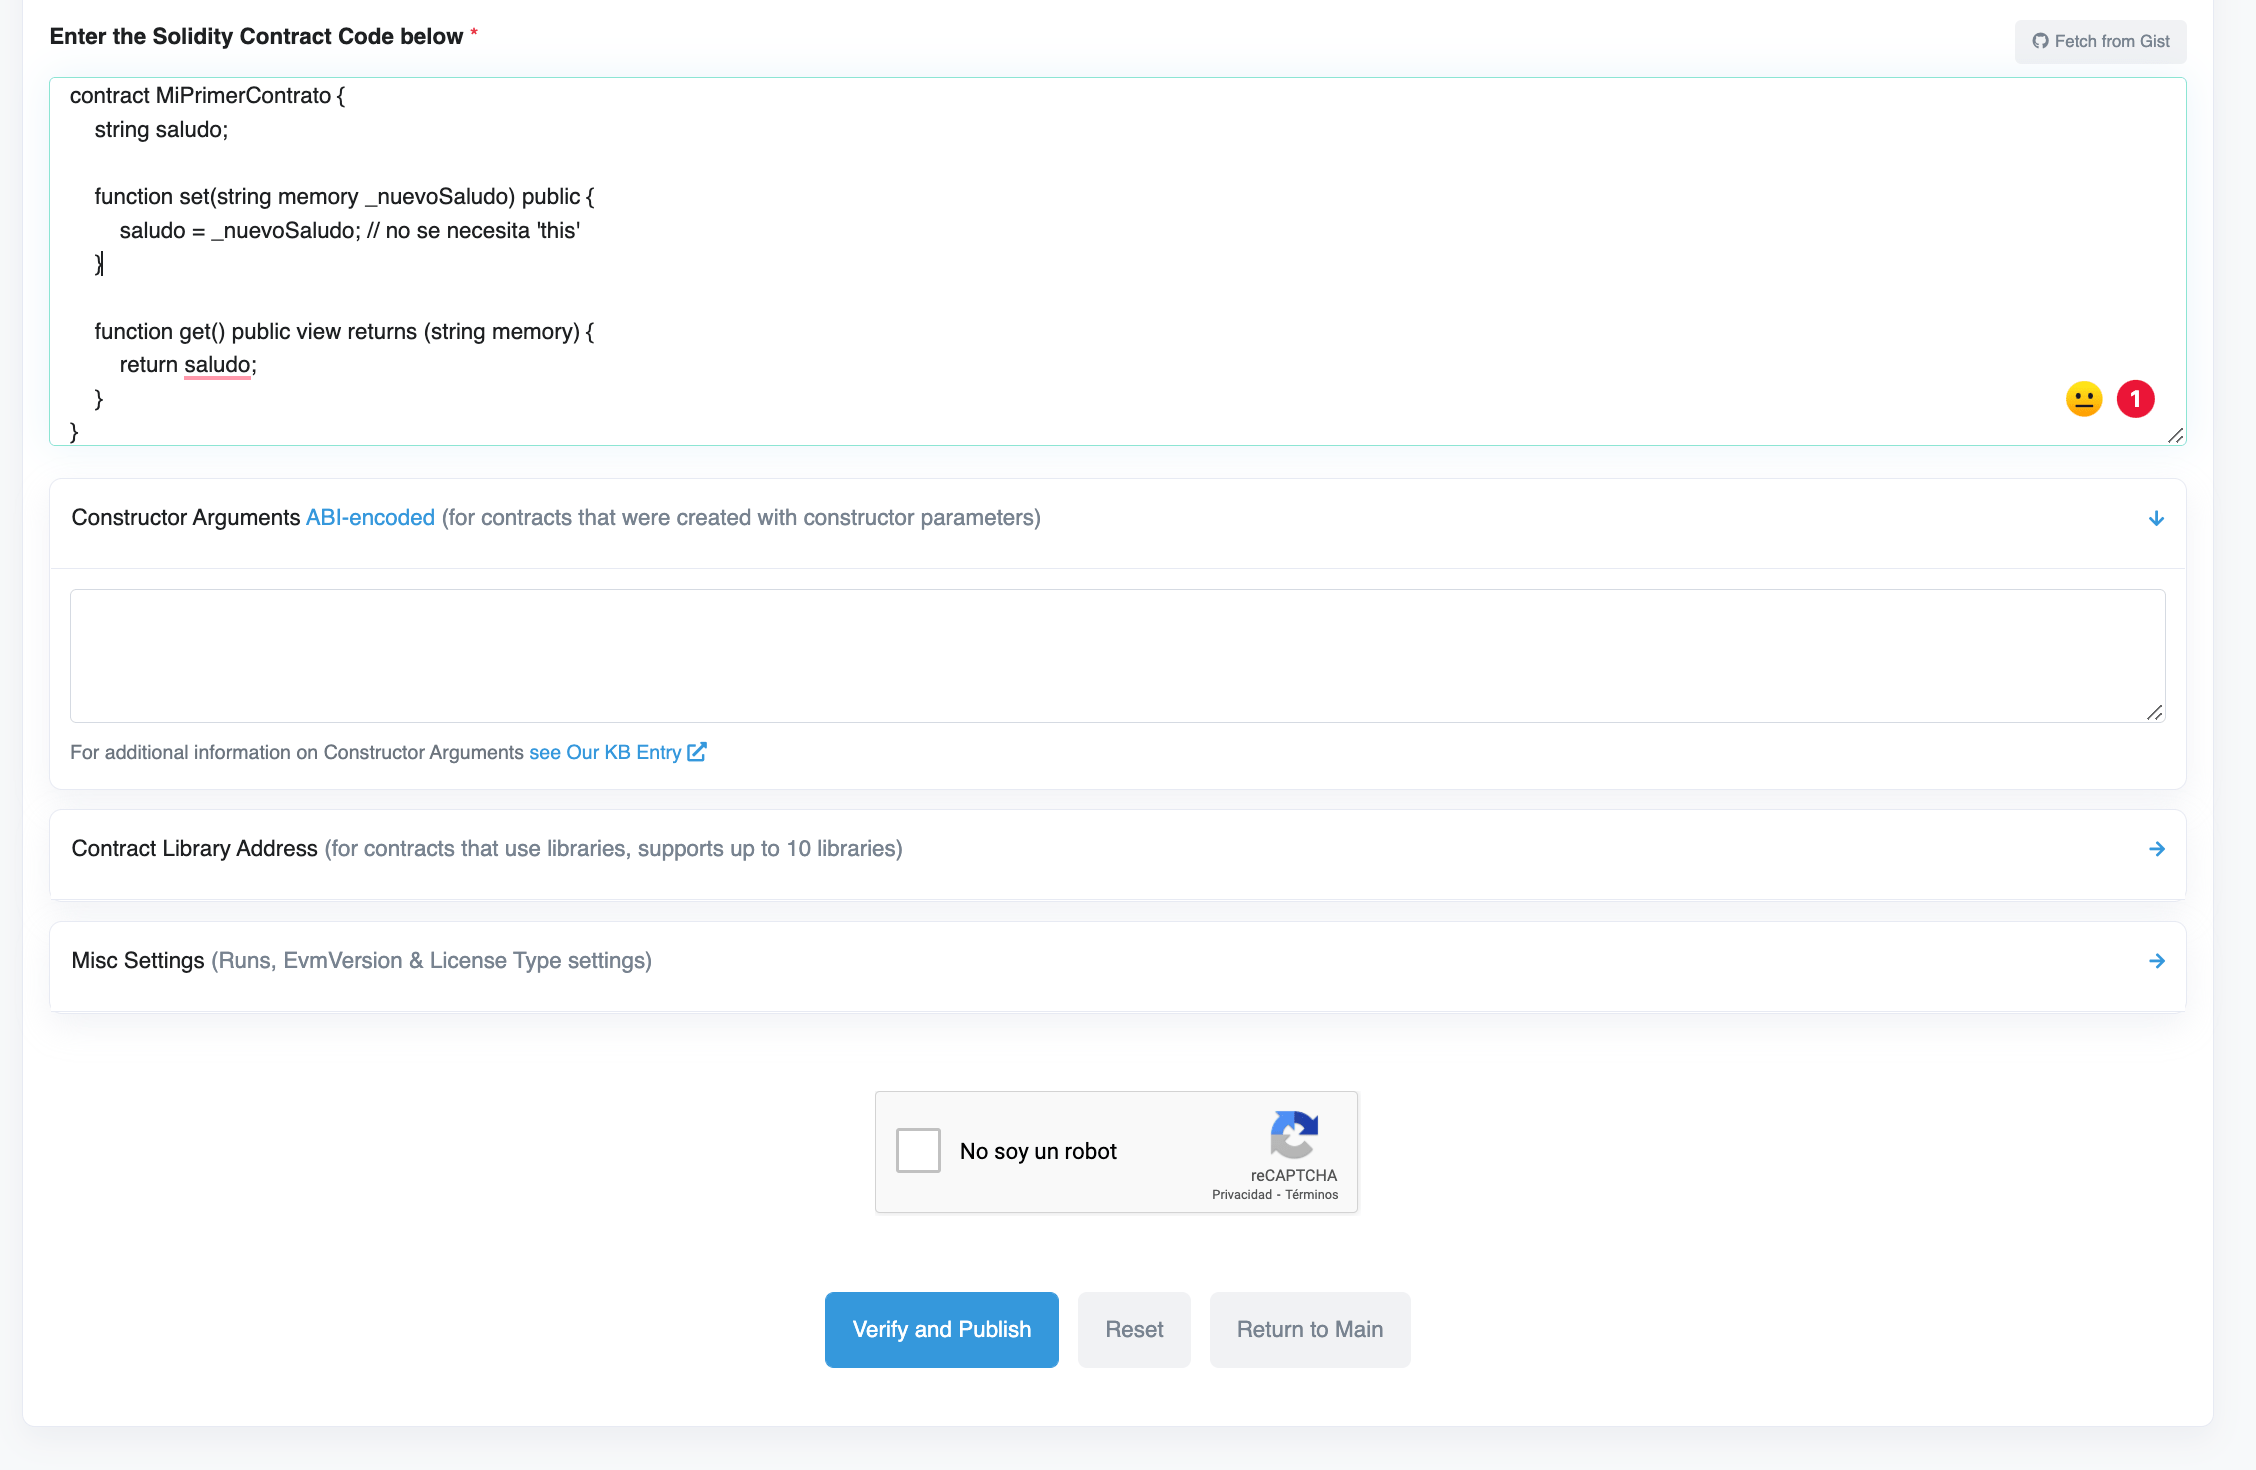 Enter the Solidity Contract Code below *
Fetch from Gist
contract MiPrimerContrato {
string saludo;
function set(string memory _nuevoSaludo) public {
saludo = _nuevoSaludo; // no se necesita 'this'
}
function get() public view returns (string memory) {
return saludo;
}
}
1
Constructor Arguments ABI-encoded (for contracts that were created with constructor parameters)
For additional information on Constructor Arguments see Our KB Entry
Contract Library Address (for contracts that use libraries, supports up to 10 libraries)
Misc Settings (Runs, EvmVersion & License Type settings)
No soy un robot
reCAPTCHA
Privacidad - Términos
Verify and Publish
Reset
Return to Main